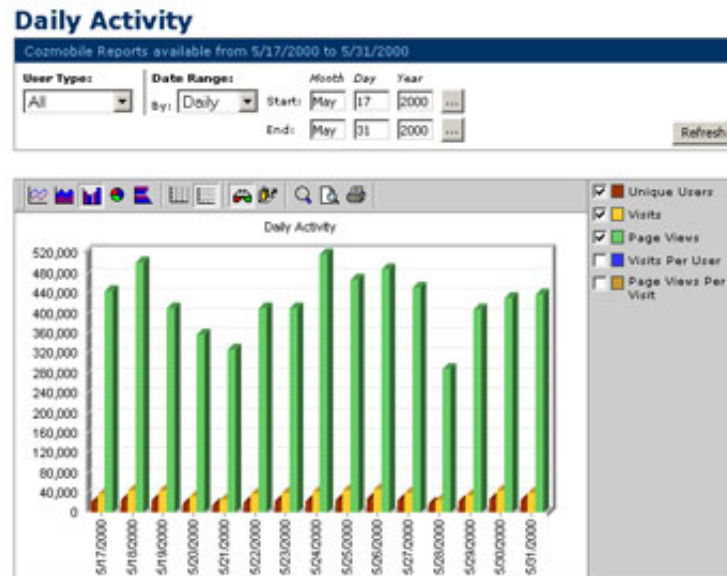 Daily Activity
Cozmobile Reports available from 5/17/2000 to 5/31/2000
User Type:
All
Date Range:
By: Daily
Month Day Year
Start: May 17 2000 ...
End: May 31 2000 ...
Refresh
Daily Activity
520,000
480,000
440,000
400,000
360,000
320,000
280,000
240,000
200,000
160,000
120,000
80,000
40,000
0
5/17/2000
5/18/2000
5/19/2000
5/20/2000
5/21/2000
5/22/2000
5/23/2000
5/24/2000
5/25/2000
5/26/2000
5/27/2000
5/28/2000
5/29/2000
5/30/2000
5/31/2000
Unique Users
Visits
Page Views
Visits Per User
Page Views Per
Visit